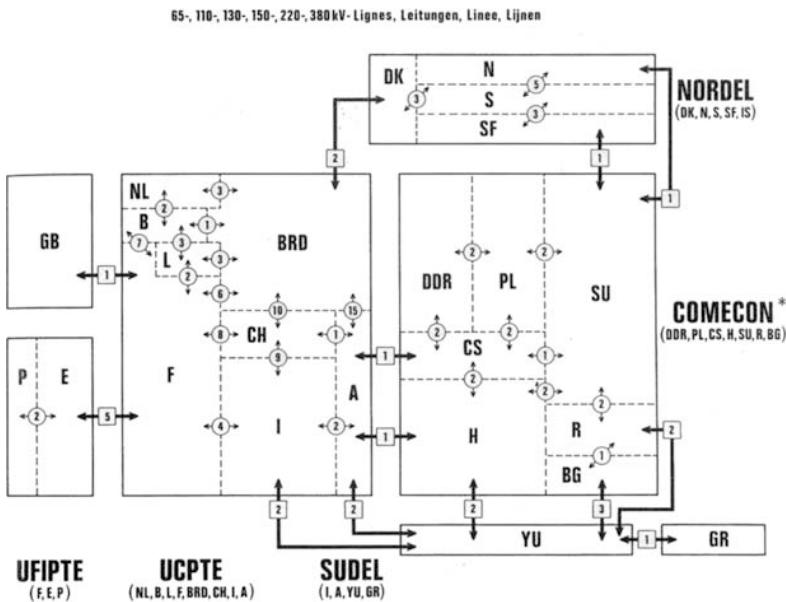 65-, 110-, 130-, 150-, 220-, 380kV- Lignes, Leitungen, Linee, Lijnen
DK
N
5
3
S
3
SF
NORDEL
(DK, N, S, SF, IS)
2
1
1
NL
3
2
B
1
7
3
L
3
2
6
BRD
GB
1
DDR
2
PL
2
SU
COMECON*
(DDR, PL, CS, H, SU, R, BG)
10
15
8
CH
1
9
2
2
CS
1
1
2
2
P
E
2
5
F
4
I
2
A
1
H
2
R
2
1
BG
2
2
2
3
YU
1
GR
UFIPTE
(F, E, P)
UCPTE
(NL, B, L, F, BRD, CH, I, A)
SUDEL
(I, A, YU, GR)